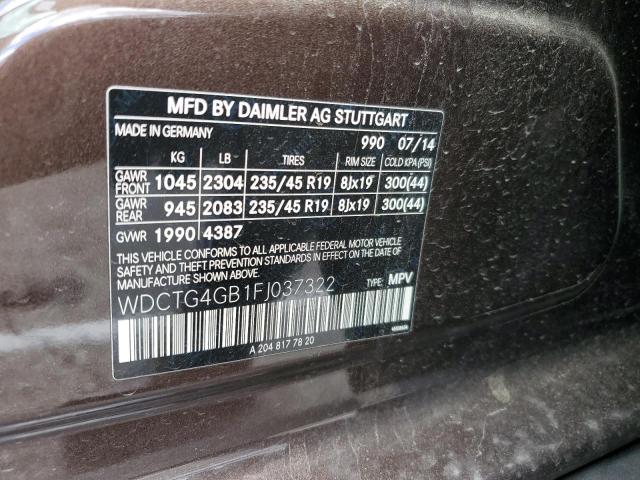 MFD BY DAIMLER AG STUTTGART
MADE IN GERMANY 990 07/14
KG LB TIRES RIM SIZE COLD KPA (PSI)
GAWR FRONT 1045 2304 235/45 R19 8Jx19 300(44)
GAWR REAR 945 2083 235/45 R19 8Jx19 300(44)
GVWR 1990 4387
THIS VEHICLE CONFORMS TO ALL APPLICABLE FEDERAL MOTOR VEHICLE
SAFETY AND THEFT PREVENTION STANDARDS IN EFFECT ON THE
DATE OF MANUFACTURE SHOWN ABOVE.
WDCTG4GB1FJ037322 TYPE: MPV
A 204 817 78 20